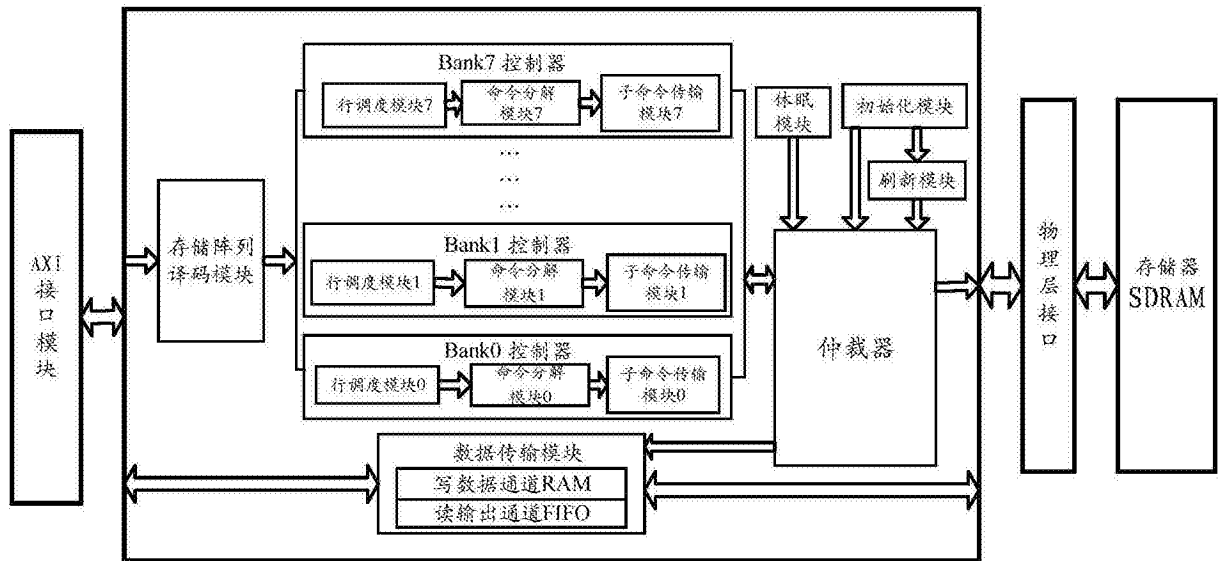 AXI
接
口
模
块
存储阵列
译码模块
Bank7 控制器
行调度模块7
命令分解
模块7
子命令传输
模块7
...
...
...
Bank1 控制器
行调度模块1
命令分解
模块1
子命令传输
模块1
Bank0 控制器
行调度模块0
命令分解
模块0
子命令传输
模块0
数据传输模块
写数据通道RAM
读输出通道FIFO
休眠
模块
初始化模块
刷新模块
仲裁器
物
理
层
接
口
存储器
SDRAM